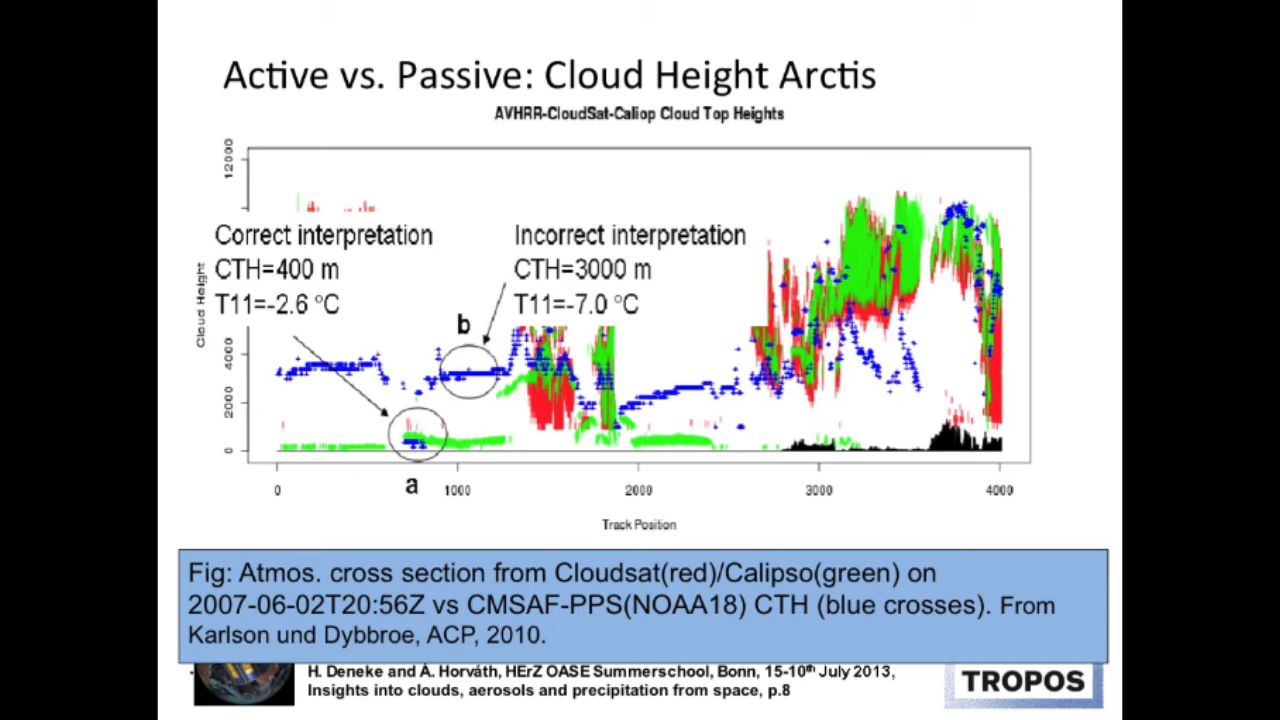 Active vs. Passive: Cloud Height Arctis
AVHRR-CloudSat-Caliop Cloud Top Heights
12000
Correct interpretation
CTH=400 m
T11=-2.6 °C
Incorrect interpretation
CTH=3000 m
T11=-7.0 °C
Cloud Height
b
4000
2000
0
a
0
1000
2000
3000
4000
Track Position
Fig: Atmos. cross section from Cloudsat(red)/Calipso(green) on
2007-06-02T20:56Z vs CMSAF-PPS(NOAA18) CTH (blue crosses). From
Karlson und Dybbroe, ACP, 2010.
H. Deneke and Á. Horváth, HErZ OASE Summerschool, Bonn, 15-10th July 2013,
Insights into clouds, aerosols and precipitation from space, p.8
TROPOS